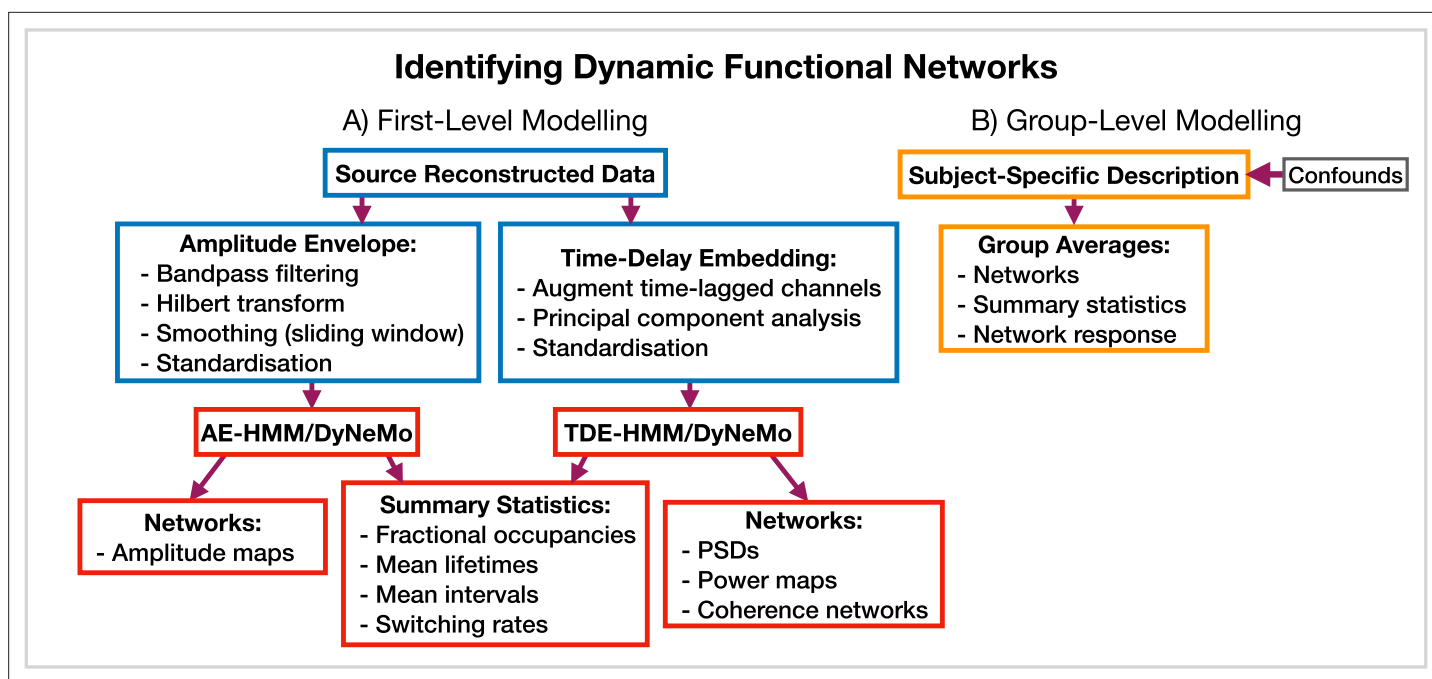 Identifying Dynamic Functional Networks
A) First-Level Modelling
Source Reconstructed Data
Amplitude Envelope:
- Bandpass filtering
- Hilbert transform
- Smoothing (sliding window)
- Standardisation
Time-Delay Embedding:
- Augment time-lagged channels
- Principal component analysis
- Standardisation
AE-HMM/DyNeMo
TDE-HMM/DyNeMo
Networks:
- Amplitude maps
Summary Statistics:
- Fractional occupancies
- Mean lifetimes
- Mean intervals
- Switching rates
Networks:
- PSDs
- Power maps
- Coherence networks
B) Group-Level Modelling
Subject-Specific Description
Confounds
Group Averages:
- Networks
- Summary statistics
- Network response